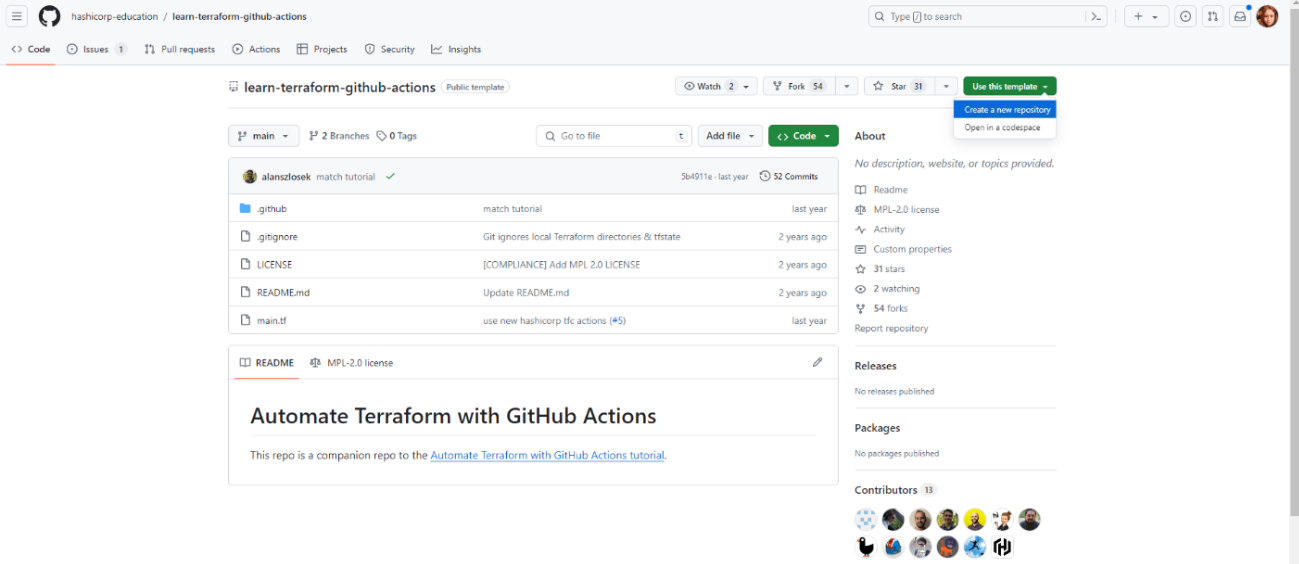 hashicorp-education / learn-terraform-github-actions
Type / to search
Code Issues 1 Pull requests Actions Projects Security Insights
learn-terraform-github-actions Public template
Watch 2 Fork 54 Star 31 Use this template
Create a new repository
Open in a codespace
main 2 Branches 0 Tags Go to file t Add file Code
alanszlosek match tutorial 5b4911e · last year 52 Commits
.github match tutorial last year
.gitignore Git ignores local Terraform directories & tfstate 2 years ago
LICENSE [COMPLIANCE] Add MPL 2.0 LICENSE 2 years ago
README.md Update README.md 2 years ago
main.tf use new hashicorp tfc actions (#5) last year
README MPL-2.0 license
Automate Terraform with GitHub Actions
This repo is a companion repo to the Automate Terraform with GitHub Actions tutorial.
About
No description, website, or topics provided.
Readme
MPL-2.0 license
Activity
Custom properties
31 stars
2 watching
54 forks
Report repository
Releases
No releases published
Packages
No packages published
Contributors 13